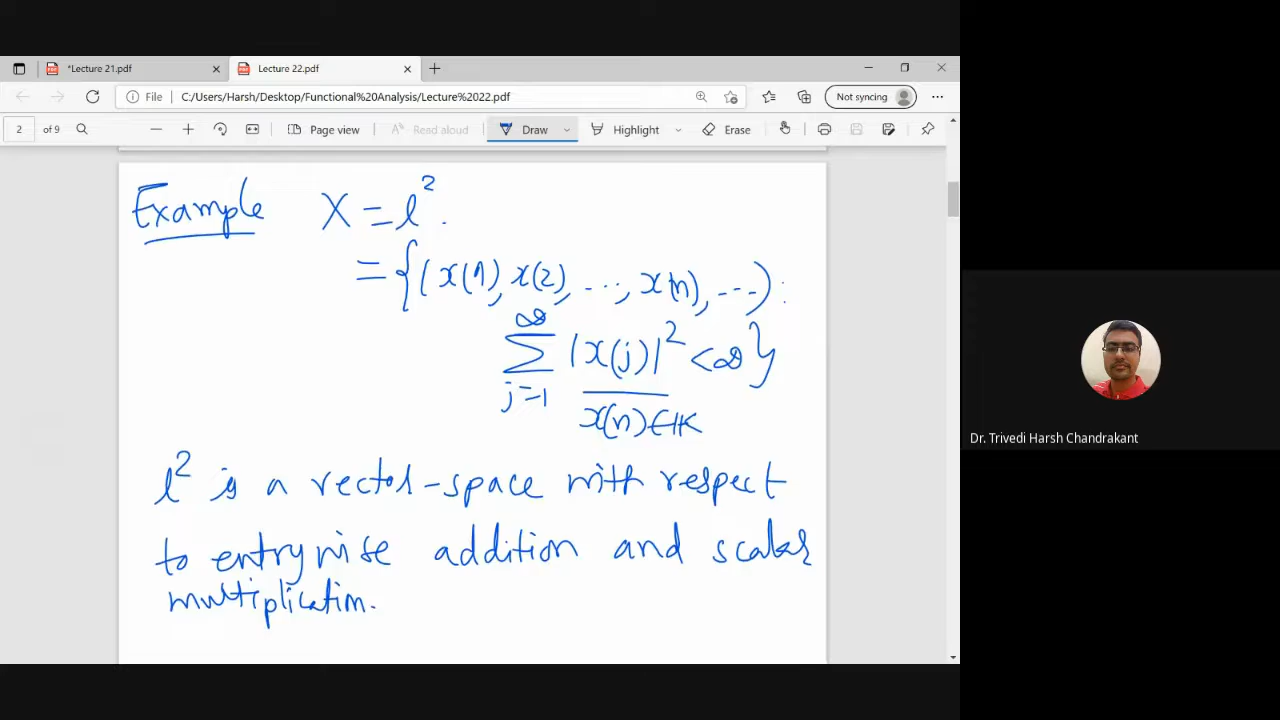 *Lecture 21.pdf
Lecture 22.pdf
File C:/Users/Harsh/Desktop/Functional%20Analysis/Lecture%2022.pdf
Not syncing
2 of 9
Page view
Read aloud
Draw
Highlight
Erase
Example X = l².
= {(x(1), x(2), ..., x(n), ...) :
∑_{j=1}^{∞} |x(j)|² < ∞}
x(n) ∈ K
l² is a vector-space with respect
to entrywise addition and scalar
multiplication.
Dr. Trivedi Harsh Chandrakant